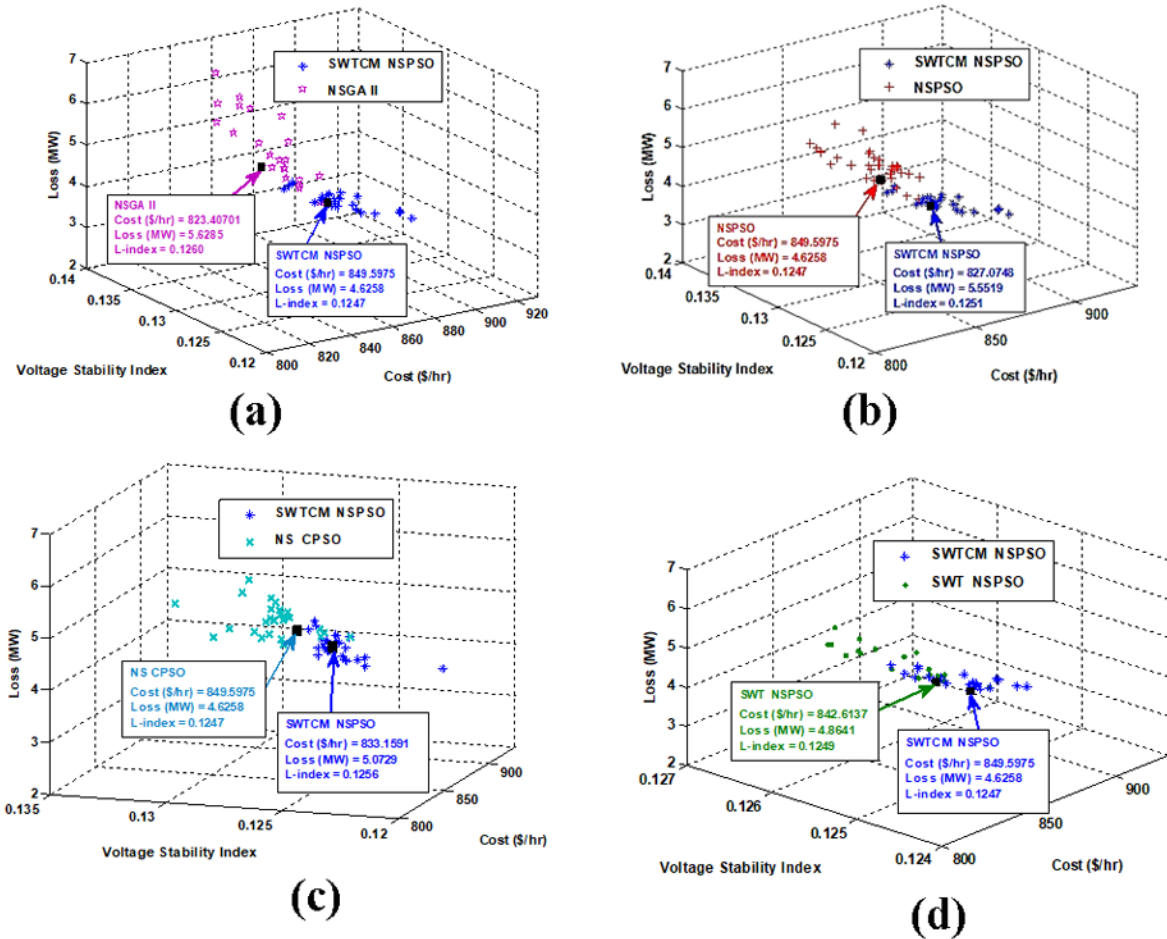 SWTCM NSPSO
NSGA II
7
6
5
4
3
2
Loss (MW)
NSGA II
Cost ($/hr) = 823.40701
Loss (MW) = 5.6285
L-index = 0.1260
SWTCM NSPSO
Cost ($/hr) = 849.5975
Loss (MW) = 4.6258
L-index = 0.1247
0.14
0.135
0.13
0.125
0.12
800
820
840
860
880
900
920
Voltage Stability Index
Cost ($/hr)
(a)
SWTCM NSPSO
NSPSO
7
6
5
4
3
2
Loss (MW)
NSPSO
Cost ($/hr) = 849.5975
Loss (MW) = 4.6258
L-index = 0.1247
SWTCM NSPSO
Cost ($/hr) = 827.0748
Loss (MW) = 5.5519
L-index = 0.1251
0.14
0.135
0.13
0.125
0.12
800
850
900
Voltage Stability Index
Cost ($/hr)
(b)
SWTCM NSPSO
NS CPSO
7
6
5
4
3
2
Loss (MW)
NS CPSO
Cost ($/hr) = 849.5975
Loss (MW) = 4.6258
L-index = 0.1247
SWTCM NSPSO
Cost ($/hr) = 833.1591
Loss (MW) = 5.0729
L-index = 0.1256
0.135
0.13
0.125
0.12
800
850
900
Voltage Stability Index
Cost ($/hr)
(c)
SWTCM NSPSO
SWT NSPSO
7
6
5
4
3
2
Loss (MW)
SWT NSPSO
Cost ($/hr) = 842.6137
Loss (MW) = 4.8641
L-index = 0.1249
SWTCM NSPSO
Cost ($/hr) = 849.5975
Loss (MW) = 4.6258
L-index = 0.1247
0.127
0.126
0.125
0.124
800
850
900
Voltage Stability Index
Cost ($/hr)
(d)